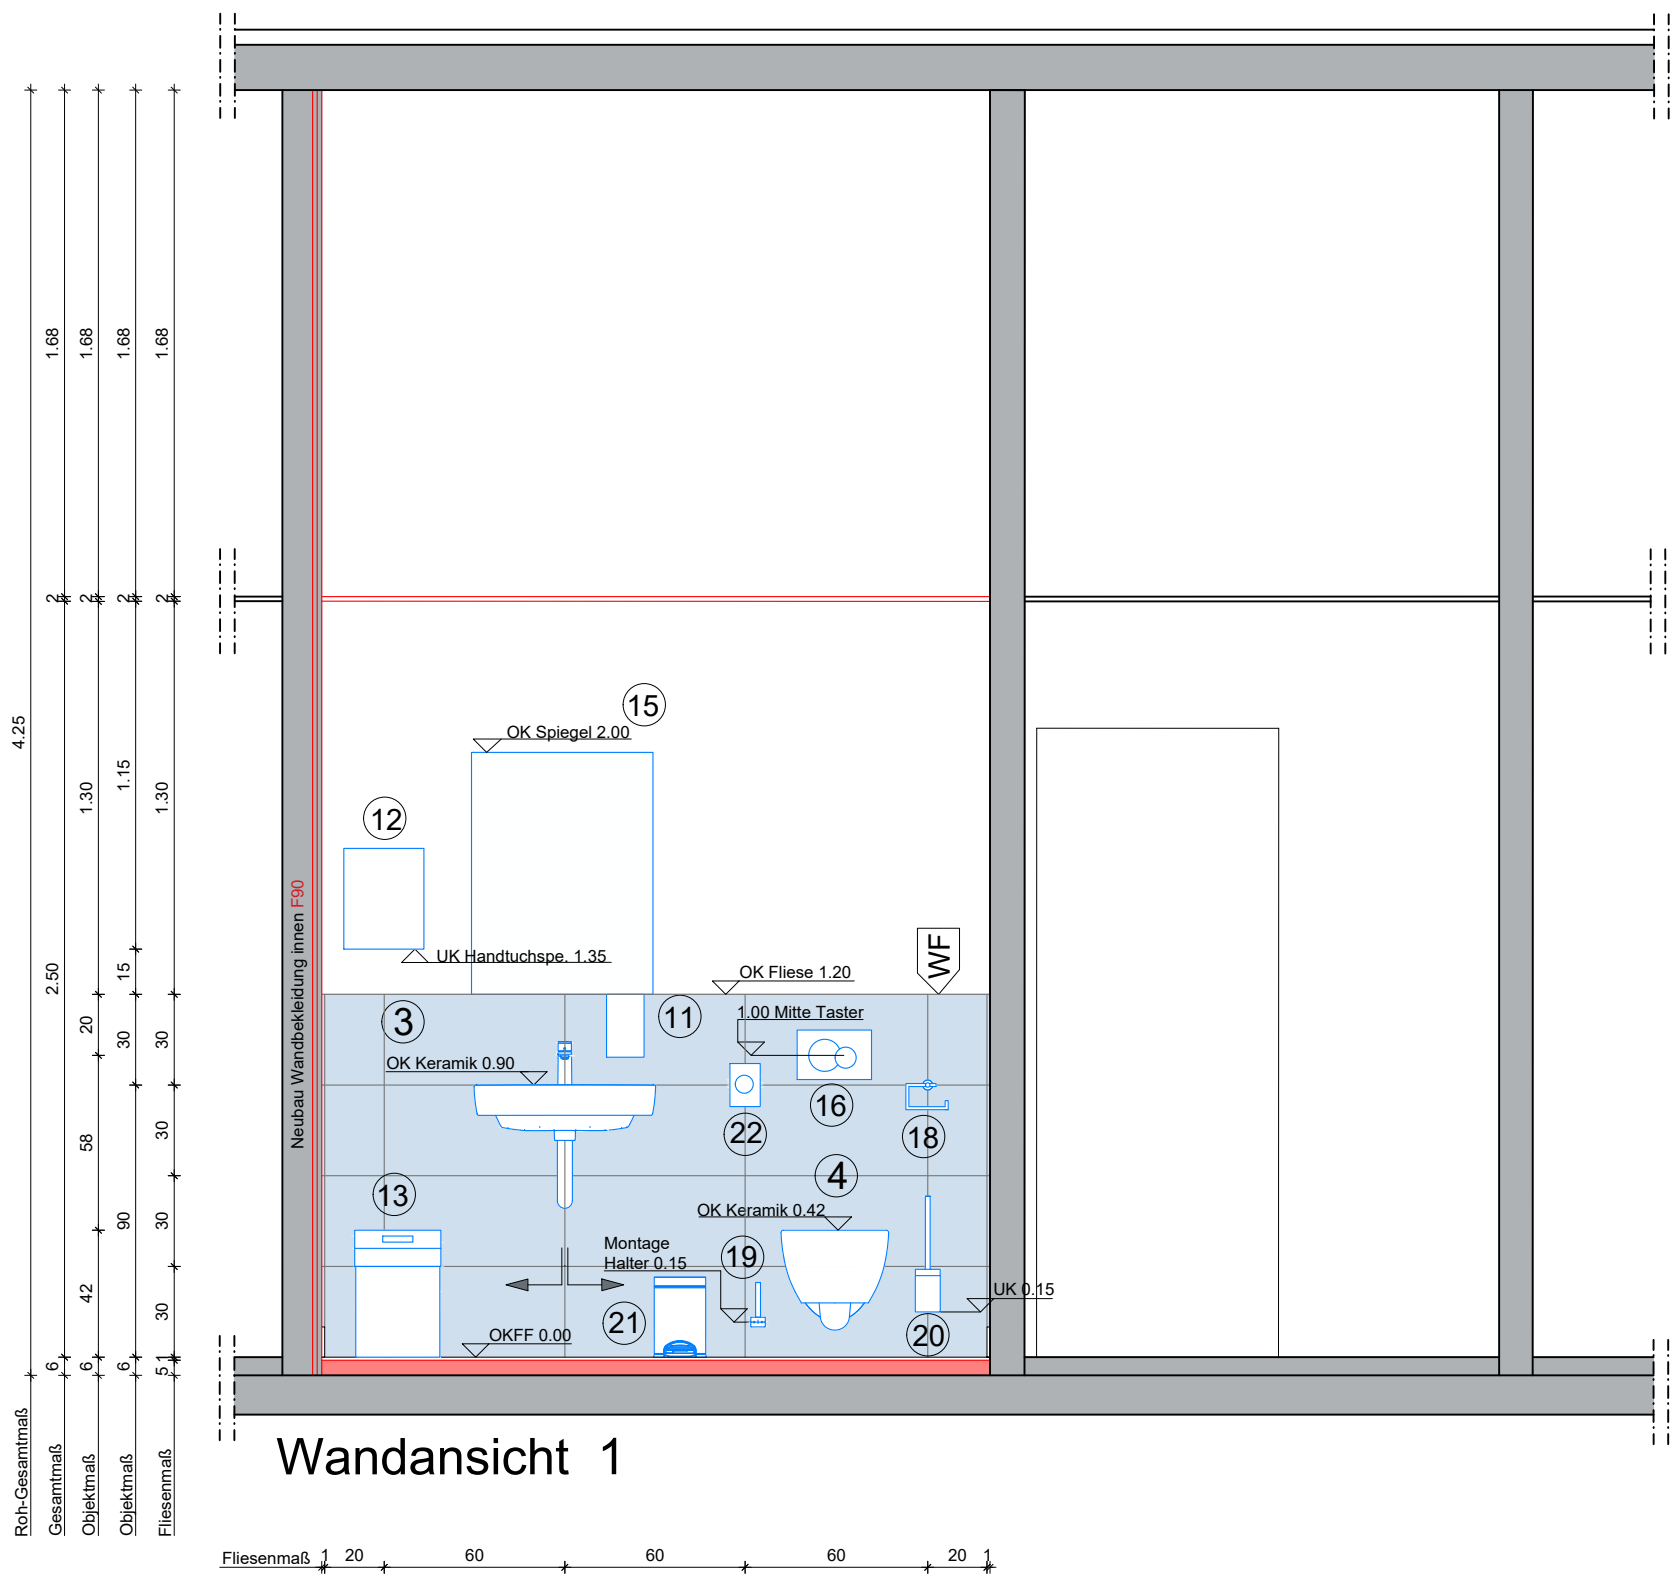 1.68
1.68
1.68
1.68
2
2
2
2
4.25
1.30
1.15
1.30
2.50
15
20
30
30
58
30
90
30
42
30
6
6
6
5
1
Roh-Gesamtmaß
Gesamtmaß
Objektmaß
Objektmaß
Fliesenmaß
Neubau Wandbekleidung innen F90
15
OK Spiegel 2.00
12
UK Handtuchspe. 1.35
WF
OK Fliese 1.20
3
11
1.00 Mitte Taster
OK Keramik 0.90
16
22
18
4
13
OK Keramik 0.42
Montage
Halter 0.15
19
UK 0.15
21
20
OKFF 0.00
Wandansicht 1
Fliesenmaß 1 20 60 60 60 20 1